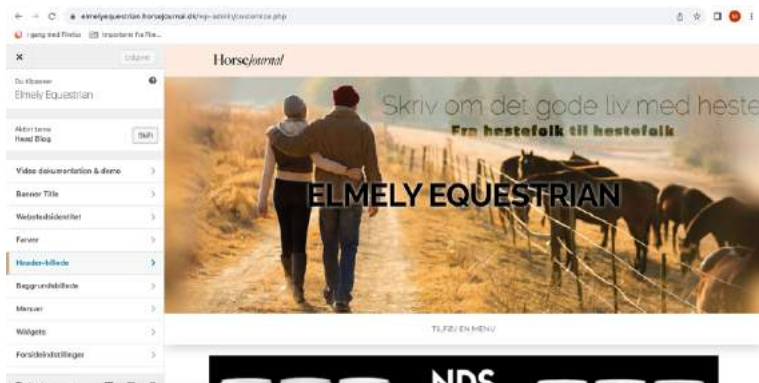 elmelyequestrian.horsejournal.dk/wp-admin/customize.php
Udgivet
Du tilpasser
Elmely Equestrian
Aktivt tema
Head Blog
Skift
Video dokumentation & demo
Banner Title
Webstedsidentitet
Farver
Header-billede
Baggrundsbillede
Menuer
Widgets
Forsideindstillinger
HorseJournal
Skriv om det gode liv med heste
Fra hestefolk til hestefolk
ELMELY EQUESTRIAN
TILFØJ EN MENU
NDS